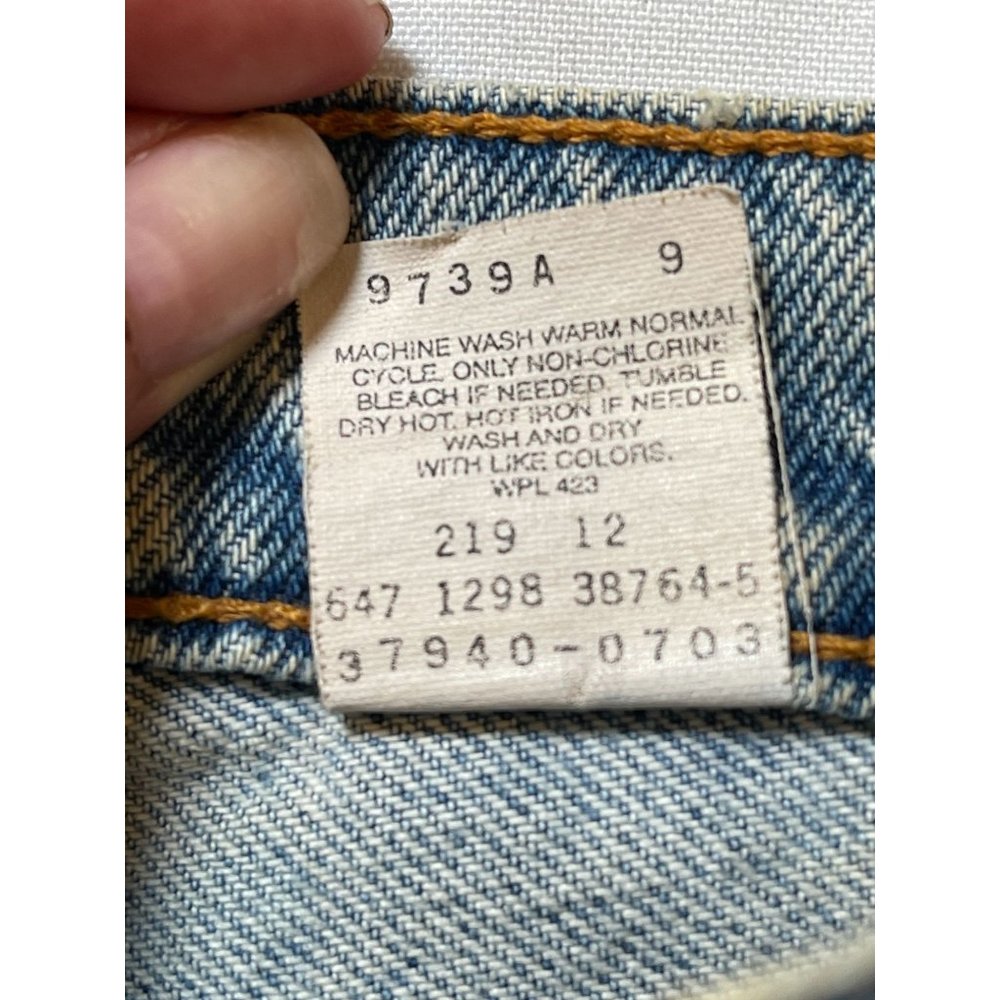 9739A 9
MACHINE WASH WARM NORMAL
CYCLE. ONLY NON-CHLORINE
BLEACH IF NEEDED. TUMBLE
DRY HOT. HOT IRON IF NEEDED.
WASH AND DRY
WITH LIKE COLORS.
WPL 423
219 12
647 1298 38764-5
37940-0703